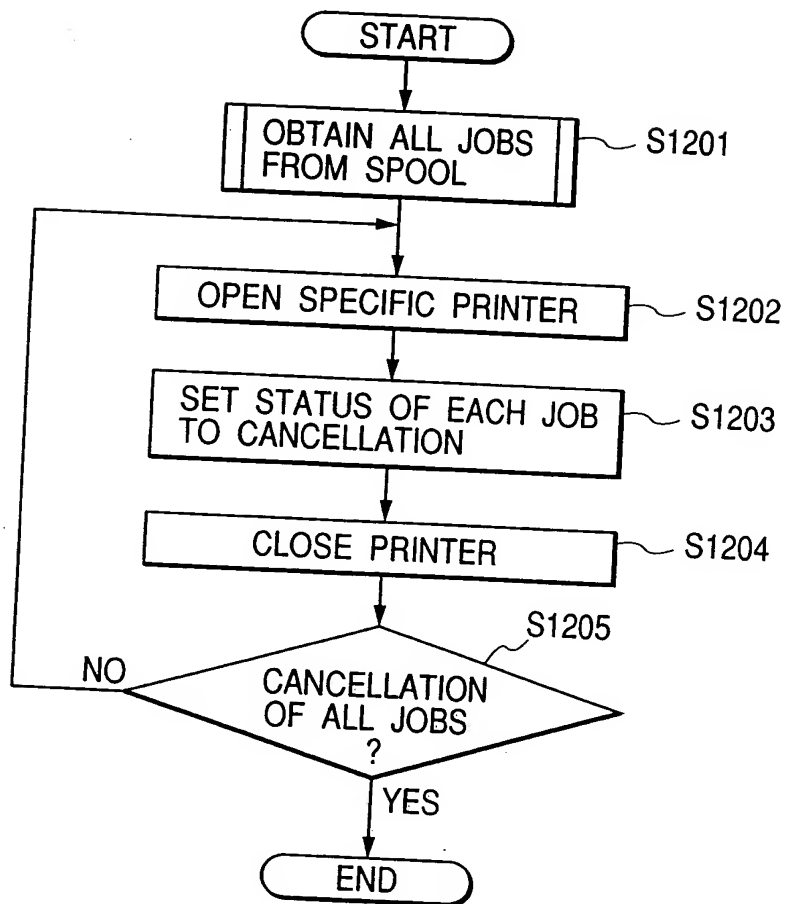 START
OBTAIN ALL JOBS
FROM SPOOL
S1201
OPEN SPECIFIC PRINTER
S1202
SET STATUS OF EACH JOB
TO CANCELLATION
S1203
CLOSE PRINTER
S1204
S1205
NO
CANCELLATION
OF ALL JOBS
?
YES
END